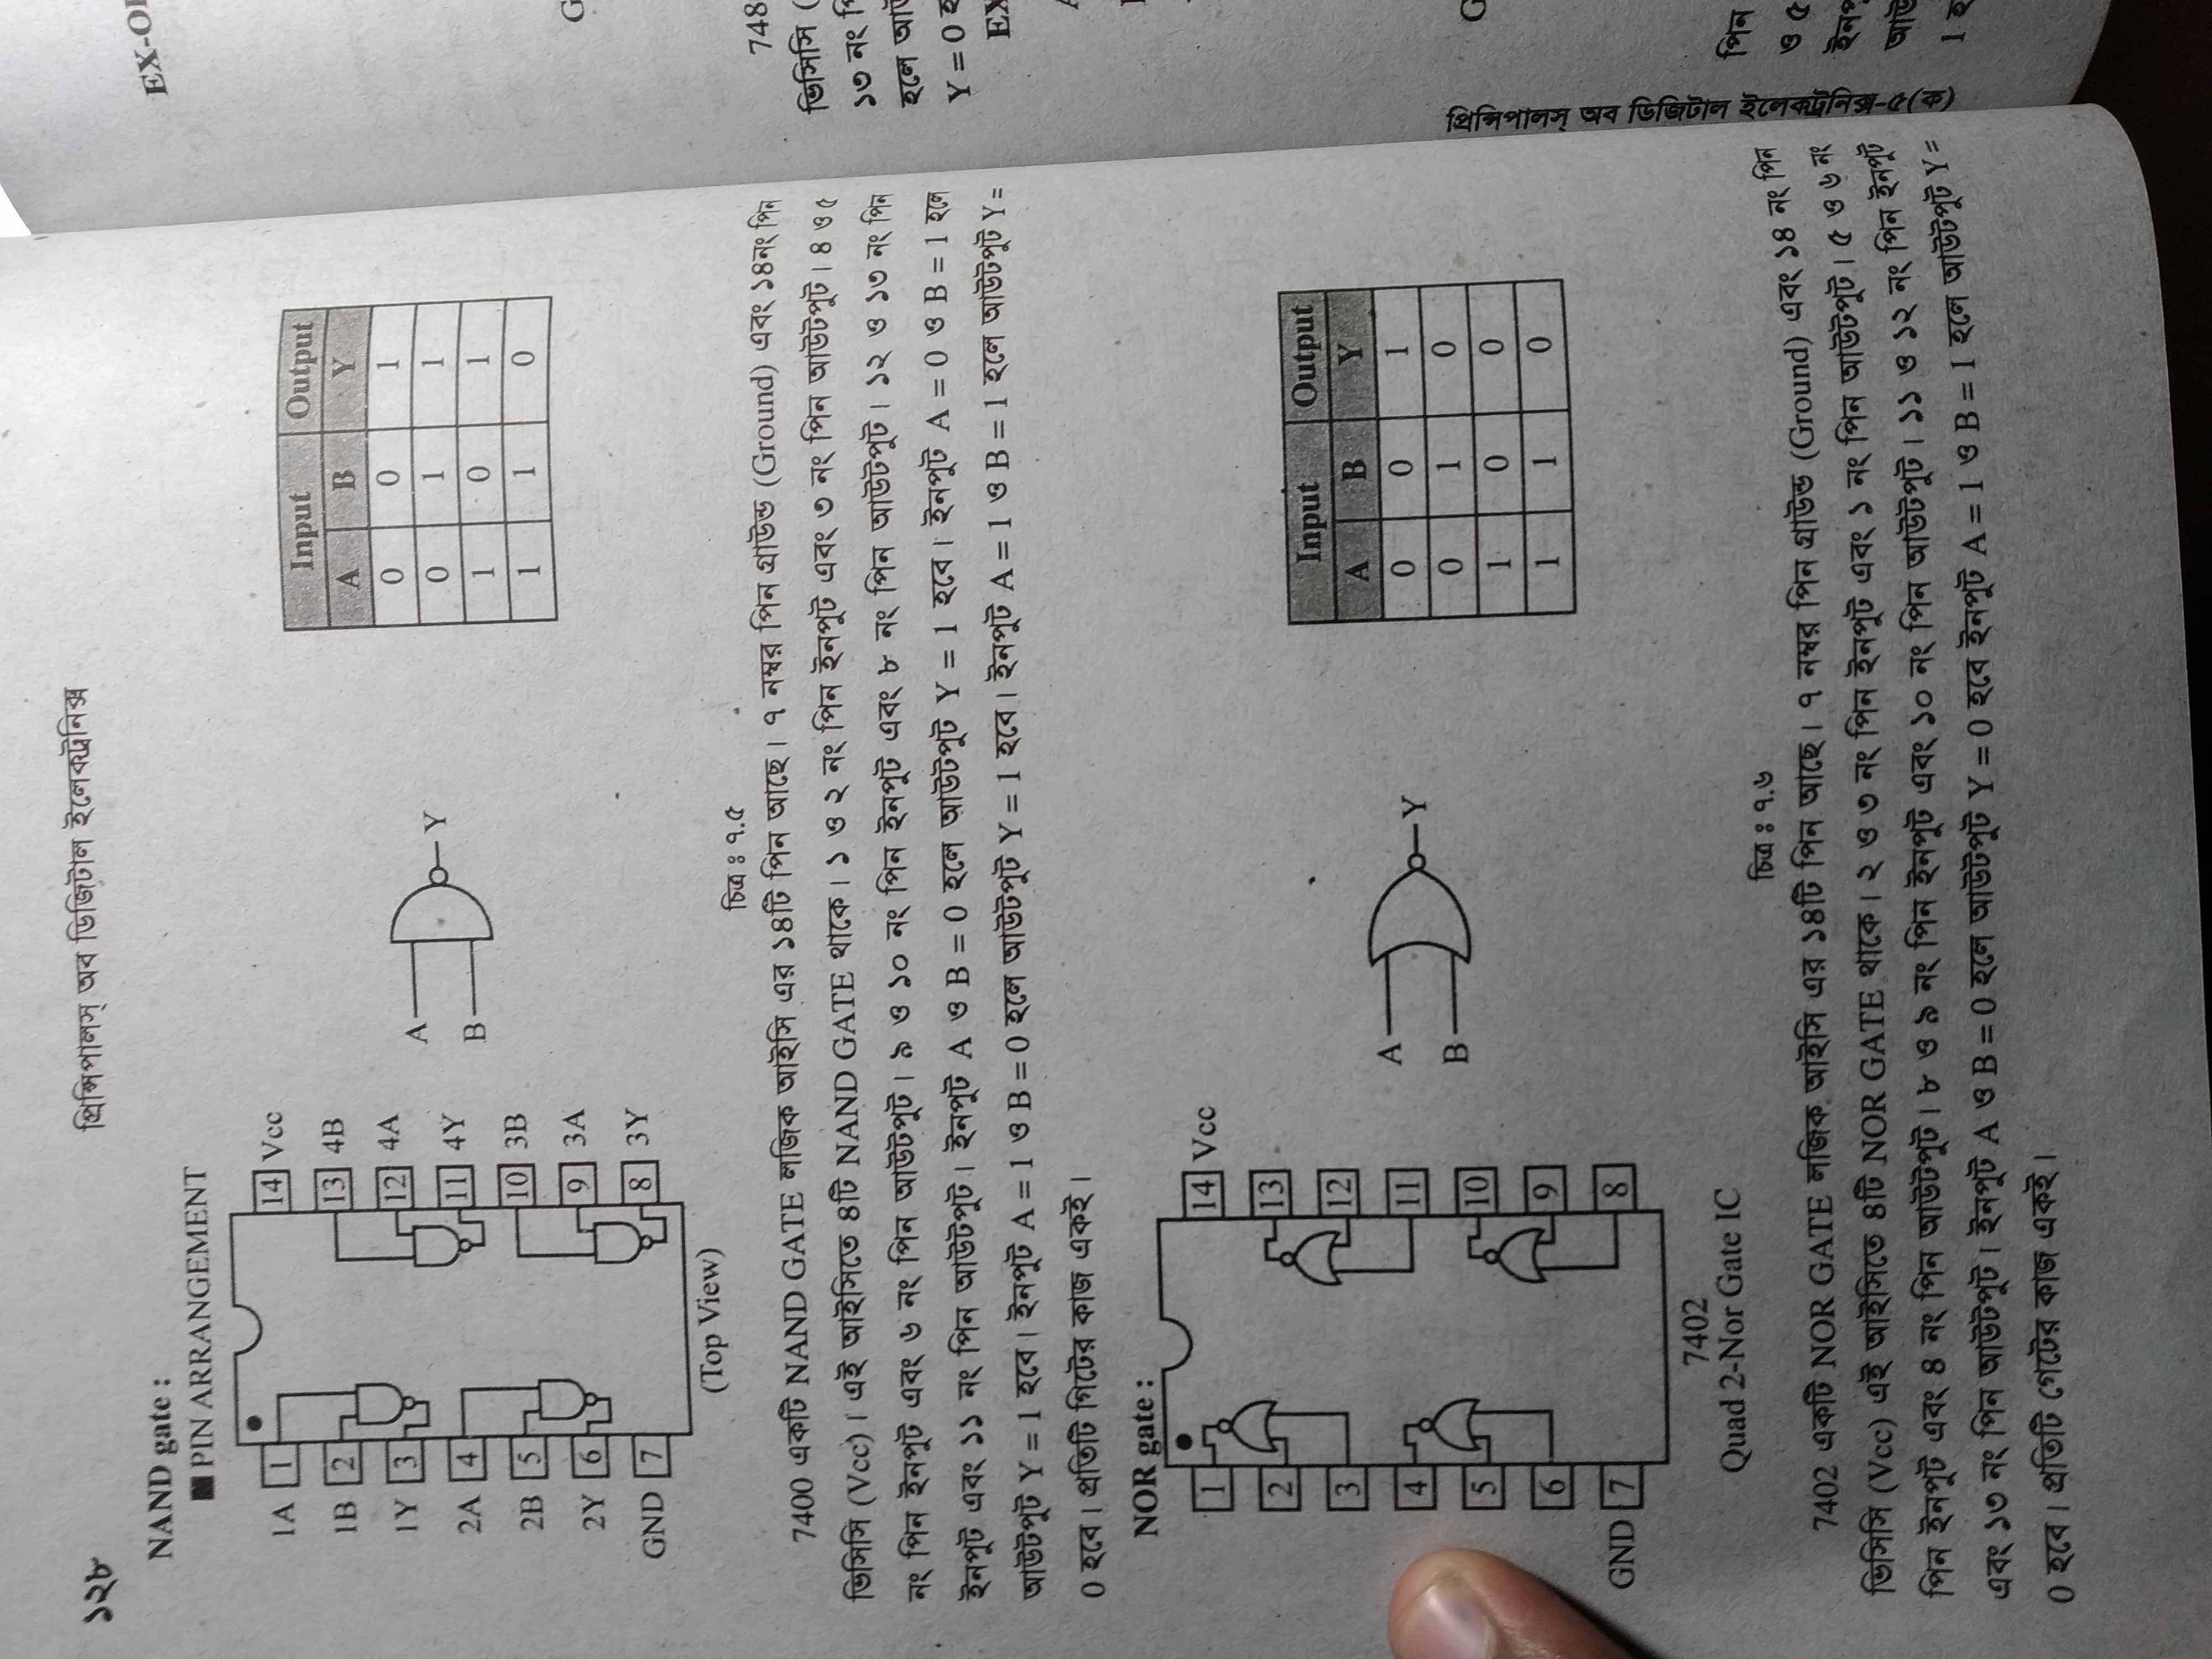 ১২৮
প্রিন্সিপালস্ অব ডিজিটাল ইলেকট্রনিক্স
NAND gate :
■ PIN ARRANGEMENT
1A 1
14 Vcc
1B 2
13 4B
1Y 3
12 4A
2A 4
11 4Y
2B 5
10 3B
2Y 6
9 3A
GND 7
8 3Y
(Top View)
A
B
Y
Input Output
A B Y
0 0 1
0 1 1
1 0 1
1 1 0
চিত্র ঃ ৭.৫
7400 একটি NAND GATE লজিক আইসি এর ১৪টি পিন আছে। ৭ নম্বর পিন গ্রাউন্ড (Ground) এবং ১৪নং পিন
ভিসিসি (Vcc)। এই আইসিতে ৪টি NAND GATE থাকে। ১ ও ২ নং পিন ইনপুট এবং ৩ নং পিন আউটপুট। ৪ ও ৫
নং পিন ইনপুট এবং ৬ নং পিন আউটপুট। ৯ ও ১০ নং পিন ইনপুট এবং ৮ নং পিন আউটপুট। ১২ ও ১৩ নং পিন
ইনপুট এবং ১১ নং পিন আউটপুট। ইনপুট A ও B = 0 হলে আউটপুট Y = 1 হবে। ইনপুট A = 0 ও B = 1 হলে
আউটপুট Y = 1 হবে। ইনপুট A = 1 ও B = 0 হলে আউটপুট Y = 1 হবে। ইনপুট A = 1 ও B = 1 হলে আউটপুট Y =
0 হবে। প্রতিটি গিটের কাজ একই।
NOR gate :
1
14 Vcc
2
13
3
12
4
11
5
10
6
9
GND 7
8
7402
Quad 2-Nor Gate IC
A
B
Y
Input Output
A B Y
0 0 1
0 1 0
1 0 0
1 1 0
চিত্র ঃ ৭.৬
7402 একটি NOR GATE লজিক আইসি এর ১৪টি পিন আছে। ৭ নম্বর পিন গ্রাউন্ড (Ground) এবং ১৪ নং পিন
ভিসিসি (Vcc) এই আইসিতে ৪টি NOR GATE থাকে। ২ ও ৩ নং পিন ইনপুট এবং ১ নং পিন আউটপুট। ৫ ও ৬ নং
পিন ইনপুট এবং ৪ নং পিন আউটপুট। ৮ ও ৯ নং পিন ইনপুট এবং ১০ নং পিন আউটপুট। ১১ ও ১২ নং পিন ইনপুট
এবং ১৩ নং পিন আউটপুট। ইনপুট A ও B = 0 হলে আউটপুট Y = 0 হবে ইনপুট A = 1 ও B = 1 হলে আউটপুট Y =
0 হবে। প্রতিটি গেটের কাজ একই।
প্রিন্সিপালস্ অব ডিজিটাল ইলেকট্রনিক্স-৫(ক)
748
ভিসিসি (
১৩ নং
হলে
Y = 0
EX
পিন
ও ৫
1